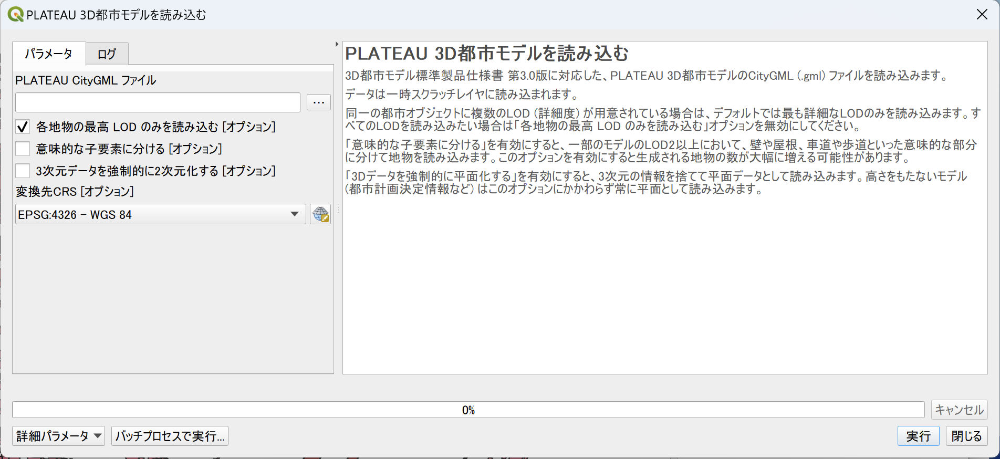 PLATEAU 3D都市モデルを読み込む
パラメータ
ログ
PLATEAU CityGML ファイル
...
各地物の最高 LOD のみを読み込む [オプション]
意味的な子要素に分ける [オプション]
3次元データを強制的に2次元化する [オプション]
変換先CRS [オプション]
EPSG:4326 - WGS 84
PLATEAU 3D都市モデルを読み込む
3D都市モデル標準製品仕様書 第3.0版に対応した、PLATEAU 3D都市モデルのCityGML (.gml) ファイルを読み込みます。
データは一時スクラッチレイヤに読み込まれます。
同一の都市オブジェクトに複数のLOD (詳細度) が用意されている場合は、デフォルトでは最も詳細なLODのみを読み込みます。す
べてのLODを読み込みたい場合は「各地物の最高 LOD のみを読み込む」オプションを無効にしてください。
「意味的な子要素に分ける」を有効にすると、一部のモデルのLOD2以上において、壁や屋根、車道や歩道といった意味的な部分
に分けて地物を読み込みます。このオプションを有効にすると生成される地物の数が大幅に増える可能性があります。
「3Dデータを強制的に平面化する」を有効にすると、3次元の情報を捨てて平面データとして読み込みます。高さをもたないモデル
(都市計画決定情報など) はこのオプションにかかわらず常に平面として読み込みます。
0%
キャンセル
詳細パラメータ
バッチプロセスで実行...
実行
閉じる